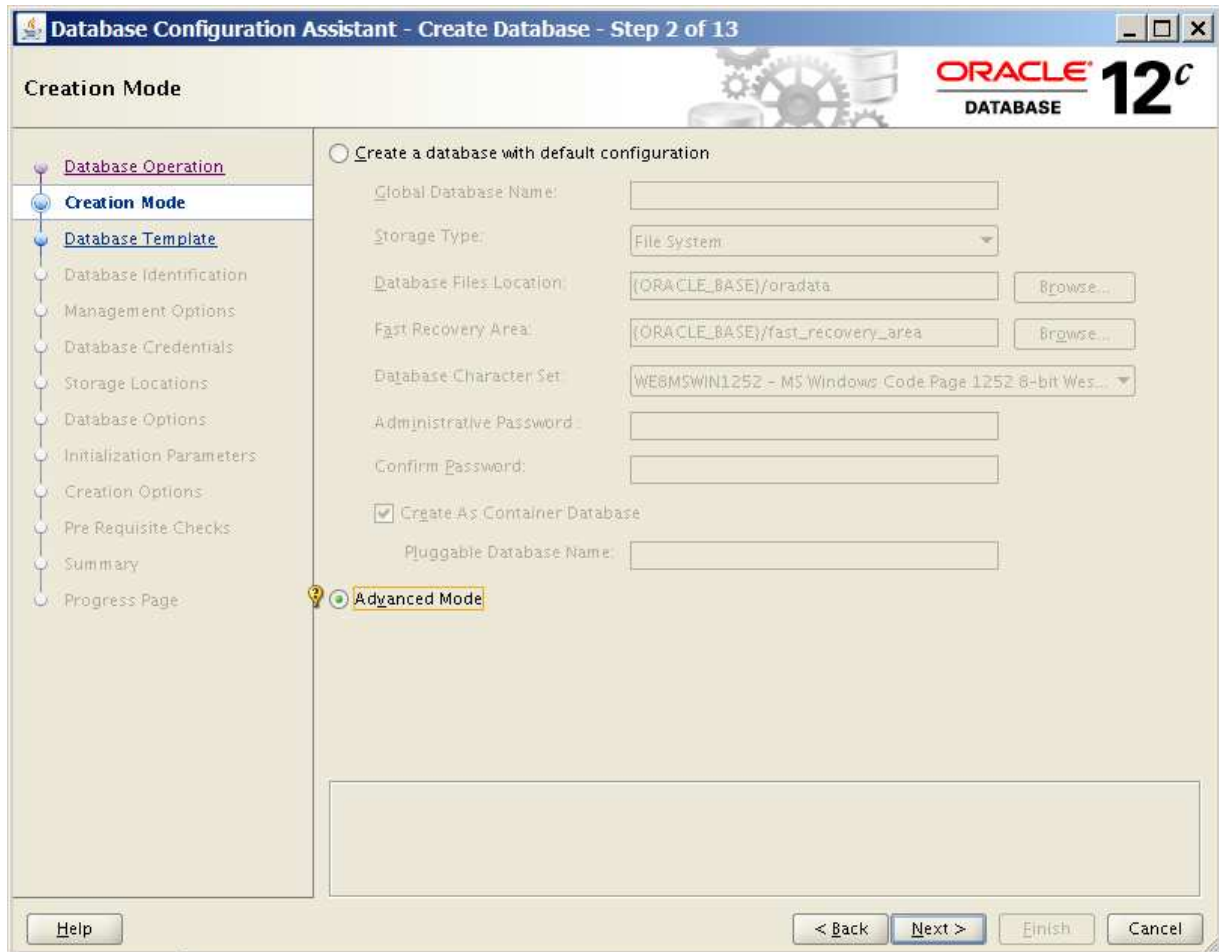 Database Configuration Assistant - Create Database - Step 2 of 13
Creation Mode
ORACLE®
DATABASE
12c
Database Operation
Creation Mode
Database Template
Database Identification
Management Options
Database Credentials
Storage Locations
Database Options
Initialization Parameters
Creation Options
Pre Requisite Checks
Summary
Progress Page
Create a database with default configuration
Global Database Name:
Storage Type: File System
Database Files Location: {ORACLE_BASE}/oradata Browse...
Fast Recovery Area: {ORACLE_BASE}/fast_recovery_area Browse...
Database Character Set: WE8MSWIN1252 - MS Windows Code Page 1252 8-bit Wes...
Administrative Password :
Confirm Password:
Create As Container Database
Pluggable Database Name:
Advanced Mode
Help < Back Next > Finish Cancel